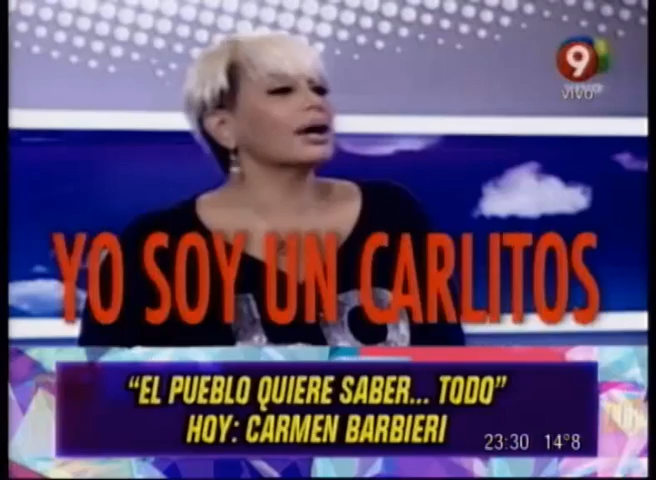 9
VIVO
YO SOY UN CARLITOS
"EL PUEBLO QUIERE SABER... TODO"
HOY: CARMEN BARBIERI
23:30 14°8